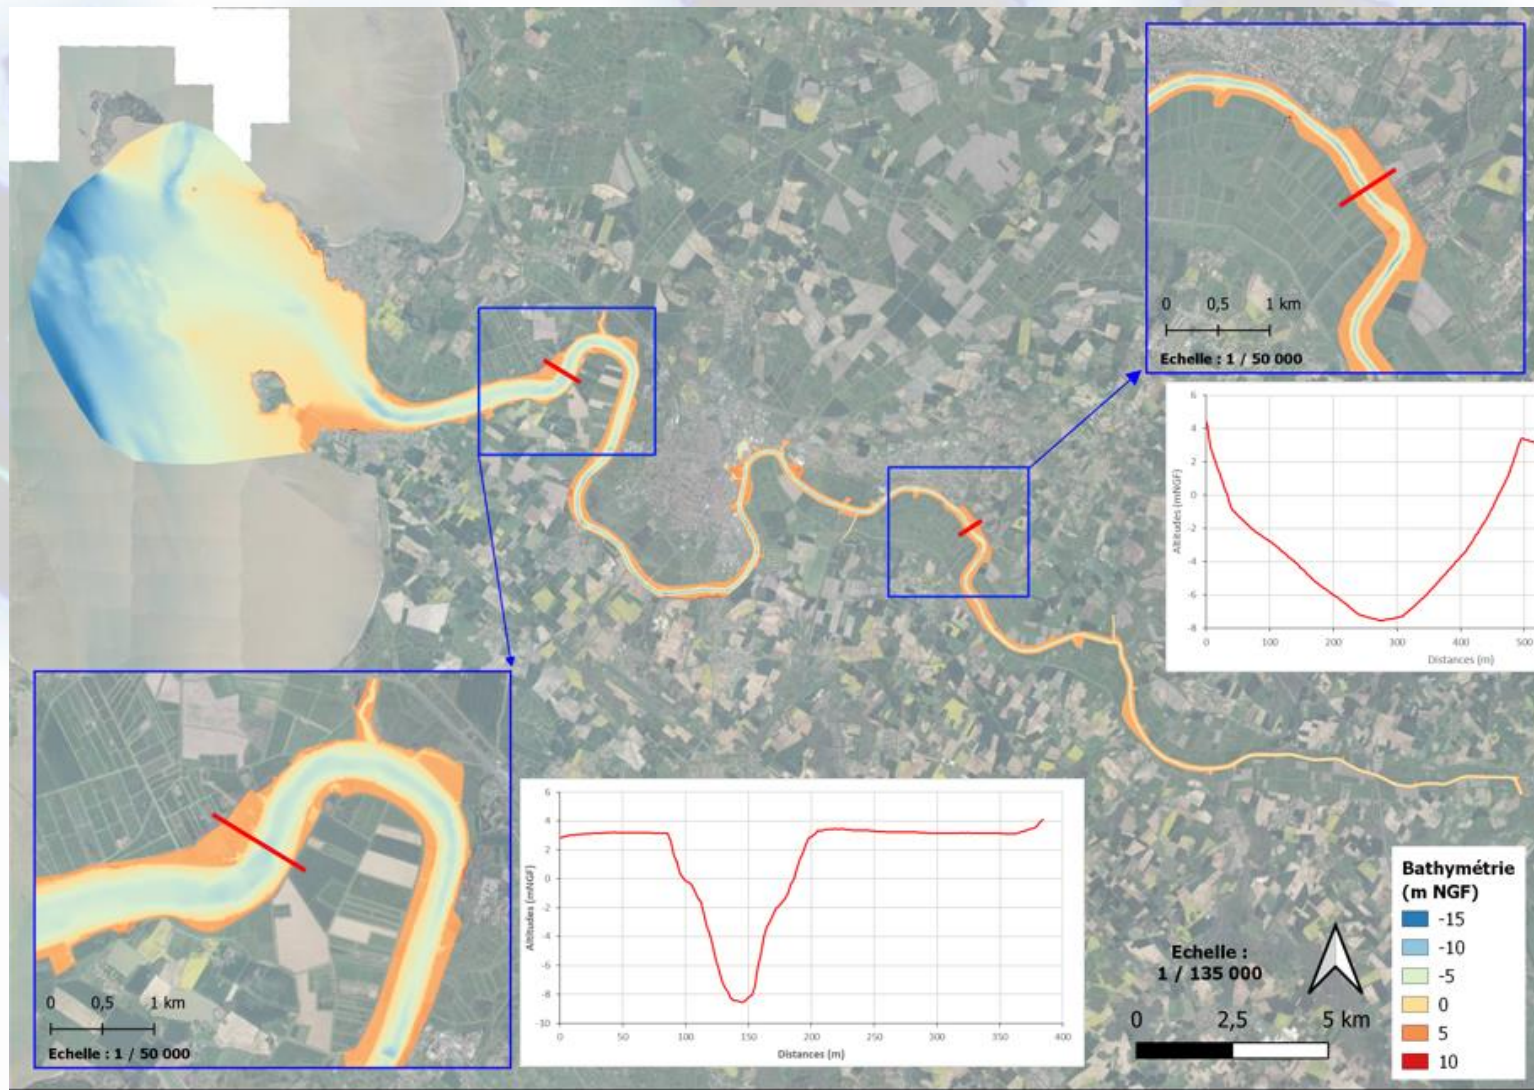 0 0,5 1 km
Echelle : 1 / 50 000
6
4
2
0
-2
-4
-6
-8
Altitudes (mNGF)
0 100 200 300 400 500
Distances (m)
0 0,5 1 km
Echelle : 1 / 50 000
6
4
2
0
-2
-4
-6
-8
-10
Altitudes (mNGF)
0 50 100 150 200 250 300 350 400
Distances (m)
Echelle :
1 / 135 000
0 2,5 5 km
Bathymétrie
(m NGF)
-15
-10
-5
0
5
10